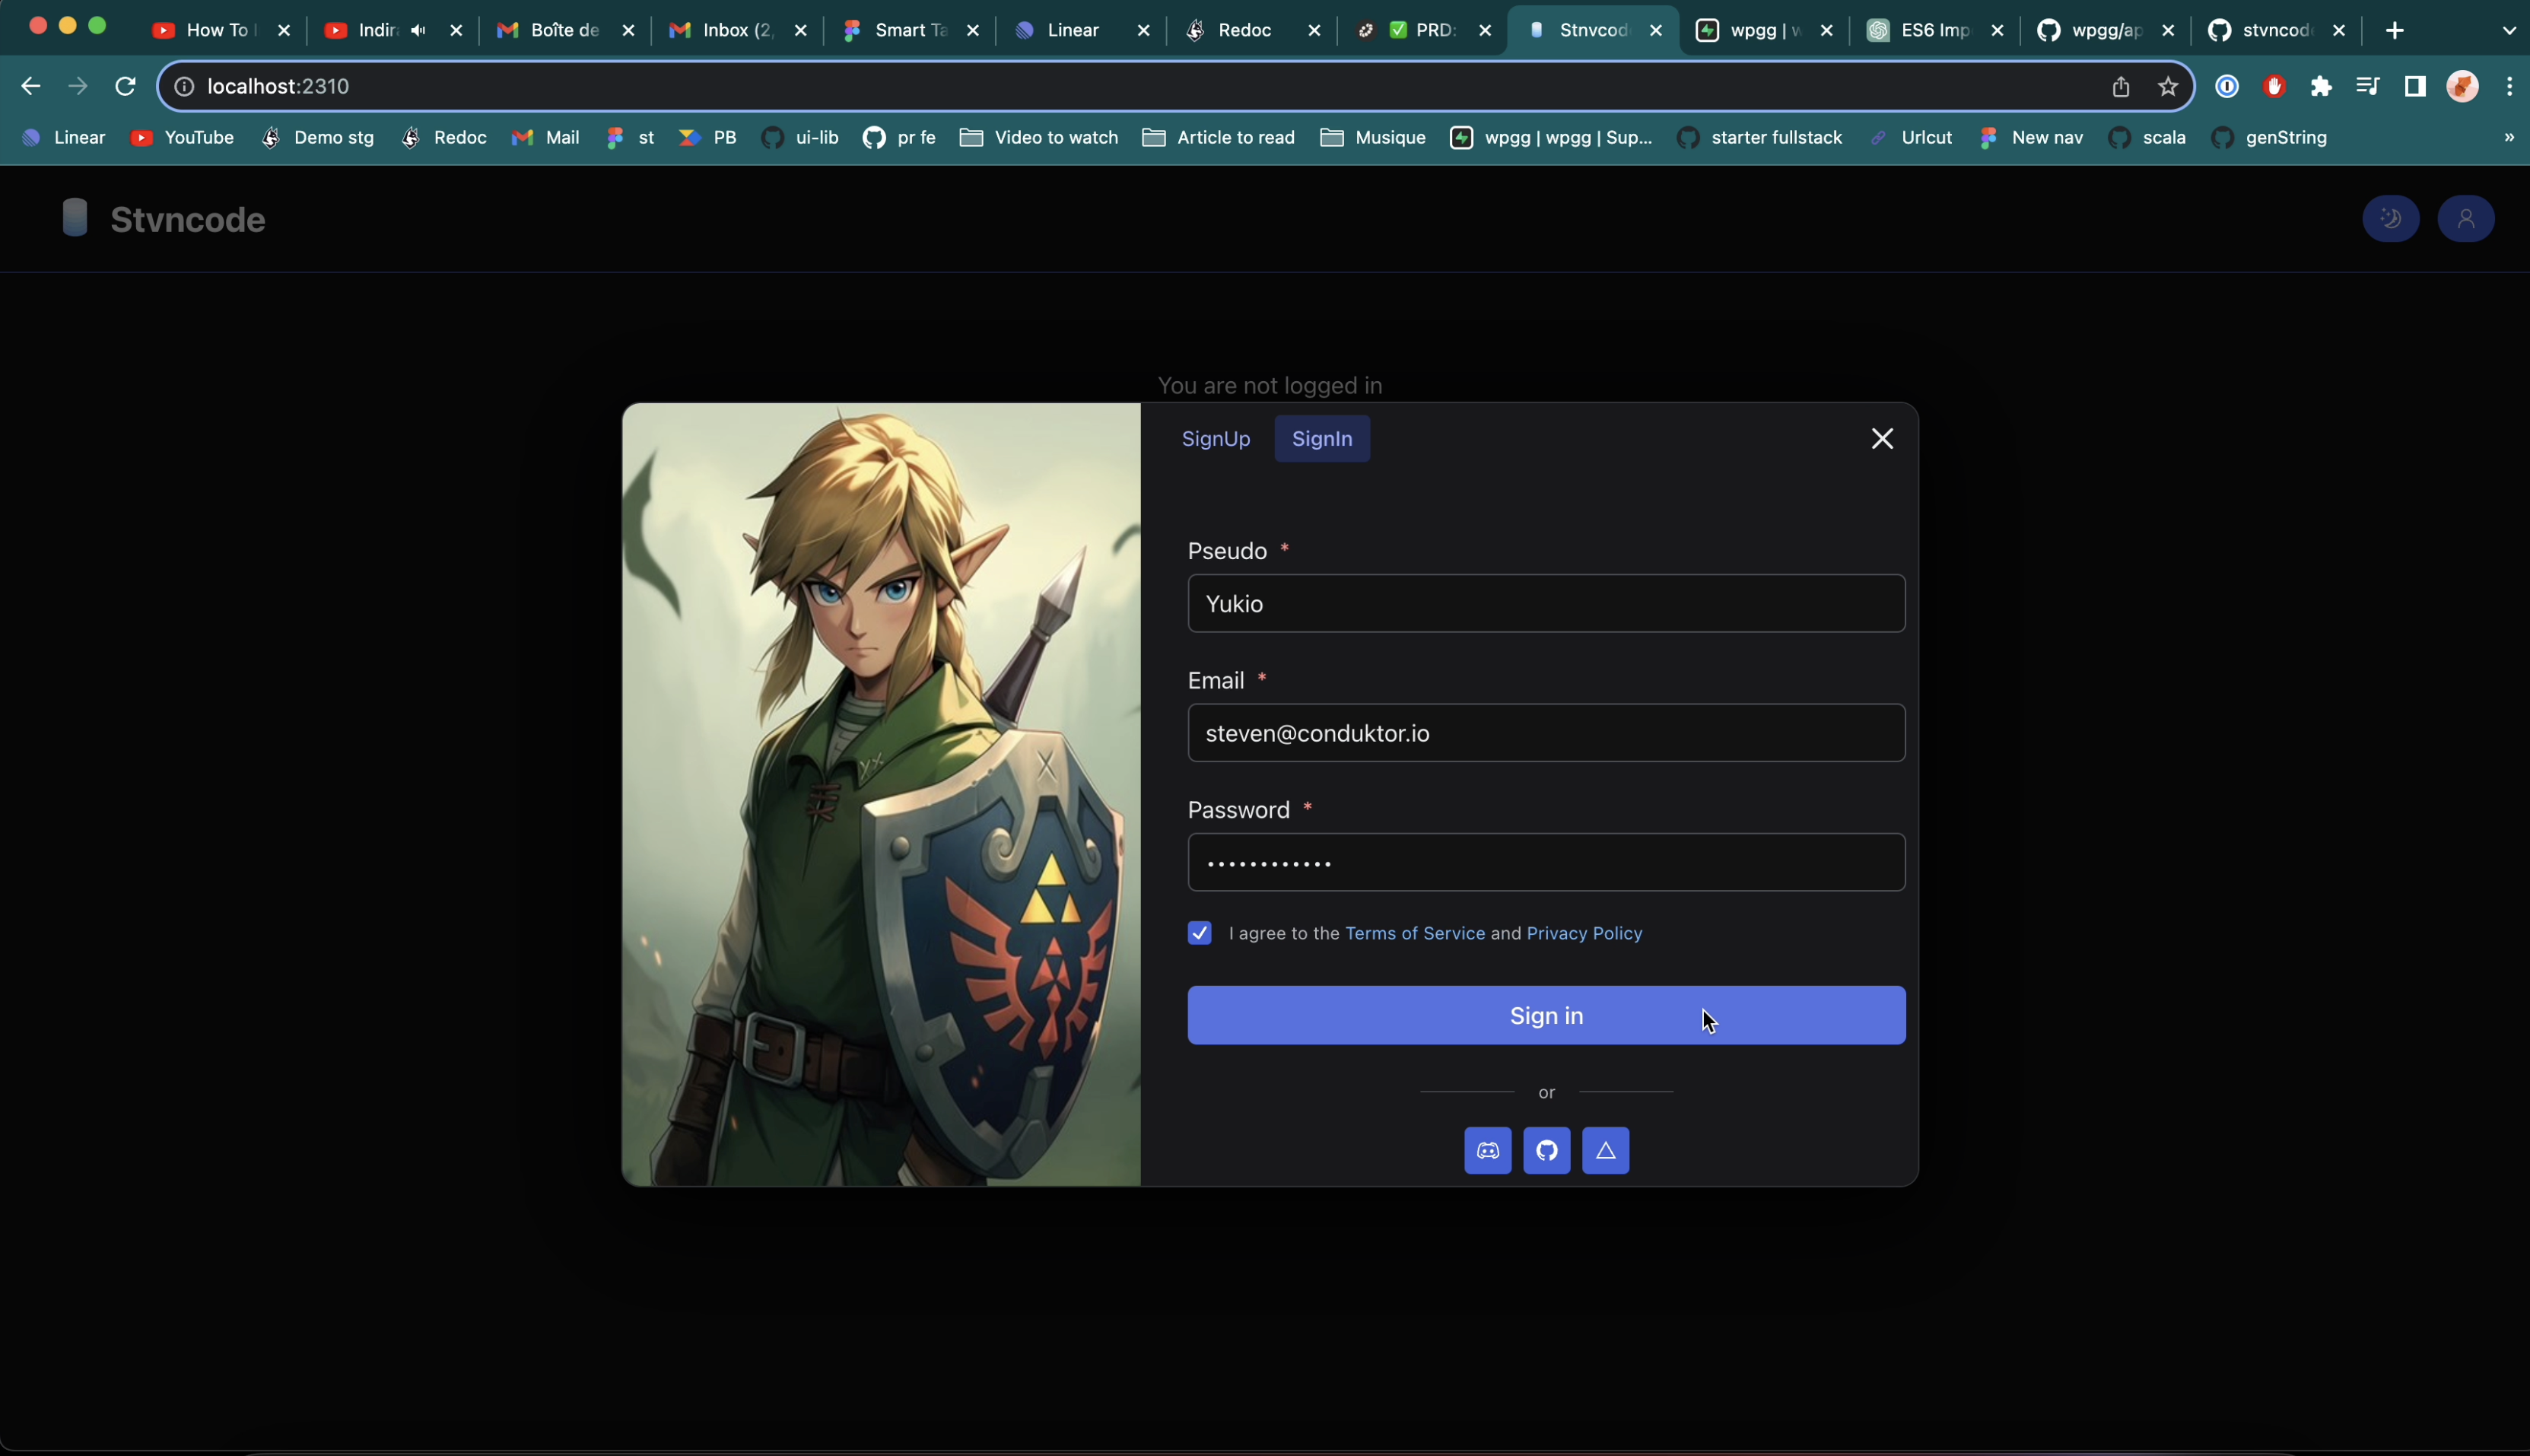 How To Indir Boîte de Inbox (2, Smart Ta Linear Redoc PRD: Stnvcod wpgg | w ES6 Imp wpgg/ap stvncod
localhost:2310
Linear YouTube Demo stg Redoc Mail st PB ui-lib pr fe Video to watch Article to read Musique wpgg | wpgg | Sup... starter fullstack Urlcut New nav scala genString »
Stvncode
You are not logged in
SignUp SignIn
Pseudo *
Yukio
Email *
steven@conduktor.io
Password *
••••••••••••
I agree to the Terms of Service and Privacy Policy
Sign in
or